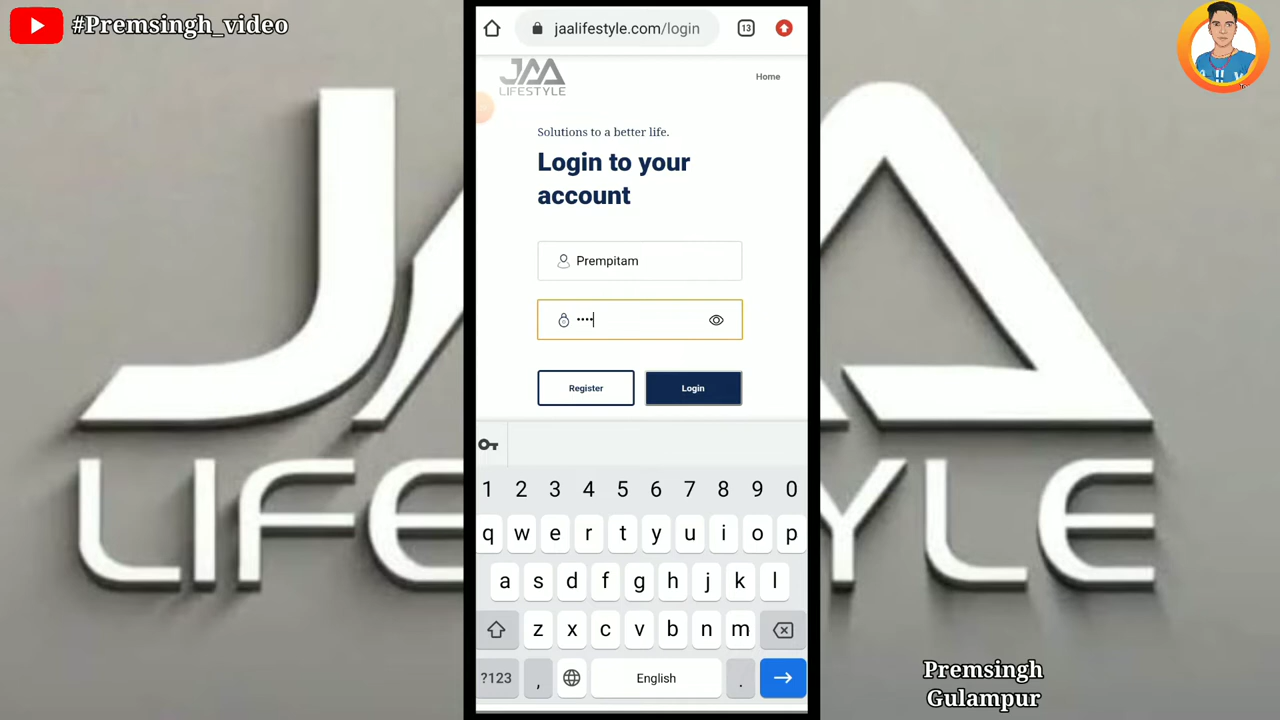 #Premsingh_video
13
jaalifestyle.com/login
JAA
LIFESTYLE
Home
Solutions to a better life.
Login to your
account
Prempitam
••••
Register
Login
1 2 3 4 5 6 7 8 9 0
q w e r t y u i o p
a s d f g h j k l
z x c v b n m
?123 , English .
Premsingh
Gulampur